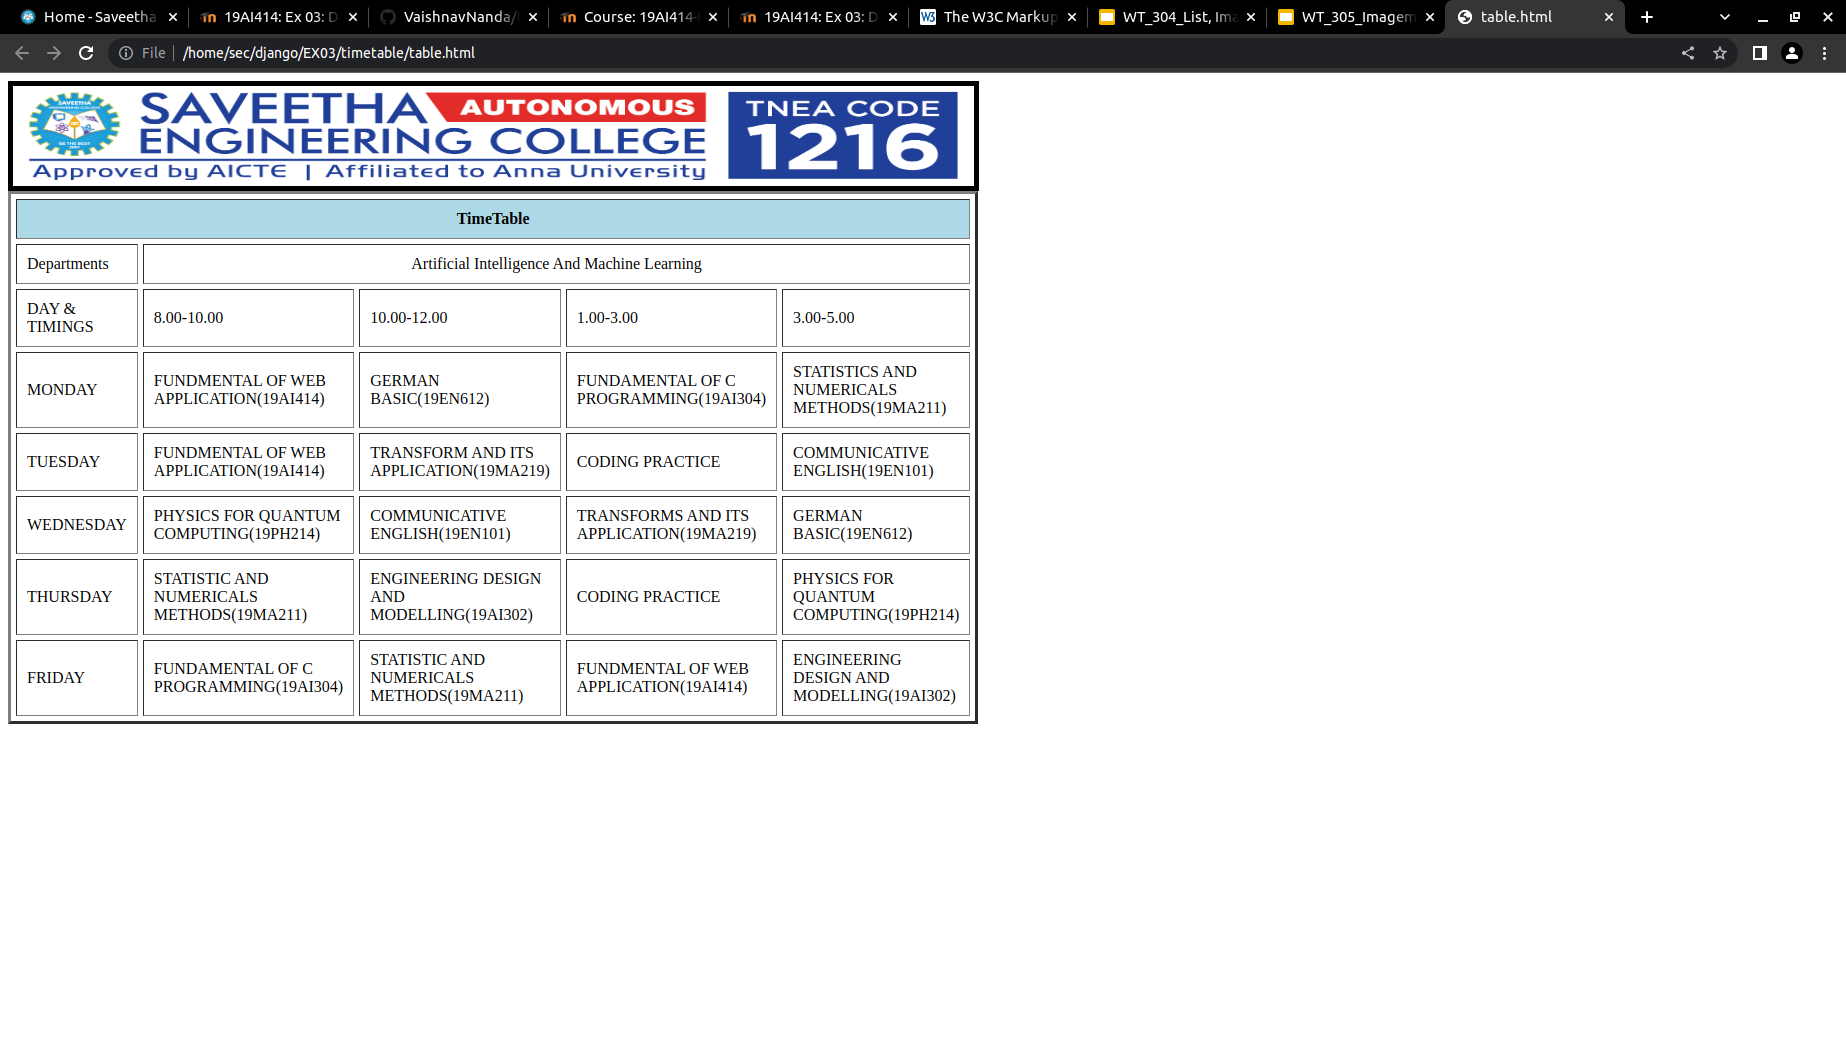 Home - Saveetha
19AI414: Ex 03: D
VaishnavNanda/
Course: 19AI414-
19AI414: Ex 03: D
The W3C Markup
WT_304_List, Ima
WT_305_Imagem
table.html
File
/home/sec/django/EX03/timetable/table.html
SAVEETHA
AUTONOMOUS
ENGINEERING COLLEGE
Approved by AICTE | Affiliated to Anna University
TNEA CODE
1216
SAVEETHA
ENGINEERING COLLEGE
BE THE BEST
2001
TimeTable
Departments
Artificial Intelligence And Machine Learning
DAY &
TIMINGS
8.00-10.00
10.00-12.00
1.00-3.00
3.00-5.00
MONDAY
FUNDMENTAL OF WEB
APPLICATION(19AI414)
GERMAN
BASIC(19EN612)
FUNDAMENTAL OF C
PROGRAMMING(19AI304)
STATISTICS AND
NUMERICALS
METHODS(19MA211)
TUESDAY
FUNDMENTAL OF WEB
APPLICATION(19AI414)
TRANSFORM AND ITS
APPLICATION(19MA219)
CODING PRACTICE
COMMUNICATIVE
ENGLISH(19EN101)
WEDNESDAY
PHYSICS FOR QUANTUM
COMPUTING(19PH214)
COMMUNICATIVE
ENGLISH(19EN101)
TRANSFORMS AND ITS
APPLICATION(19MA219)
GERMAN
BASIC(19EN612)
THURSDAY
STATISTIC AND
NUMERICALS
METHODS(19MA211)
ENGINEERING DESIGN
AND
MODELLING(19AI302)
CODING PRACTICE
PHYSICS FOR
QUANTUM
COMPUTING(19PH214)
FRIDAY
FUNDAMENTAL OF C
PROGRAMMING(19AI304)
STATISTIC AND
NUMERICALS
METHODS(19MA211)
FUNDMENTAL OF WEB
APPLICATION(19AI414)
ENGINEERING
DESIGN AND
MODELLING(19AI302)